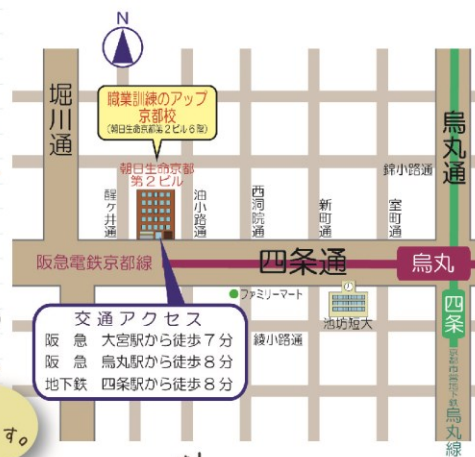 N
堀川通
職業訓練のアップ
京都校
(朝日生命京都第2ビル6階)
朝日生命京都
第2ビル
醒ヶ井通
油小路通
西洞院通
新町通
室町通
錦小路通
烏丸通
阪急電鉄京都線
四条通
烏丸
四条
京都市営地下鉄
烏丸線
ファミリーマート
池坊短大
綾小路通
交通アクセス
阪 急 大宮駅から徒歩7分
阪 急 烏丸駅から徒歩8分
地下鉄 四条駅から徒歩8分
す。